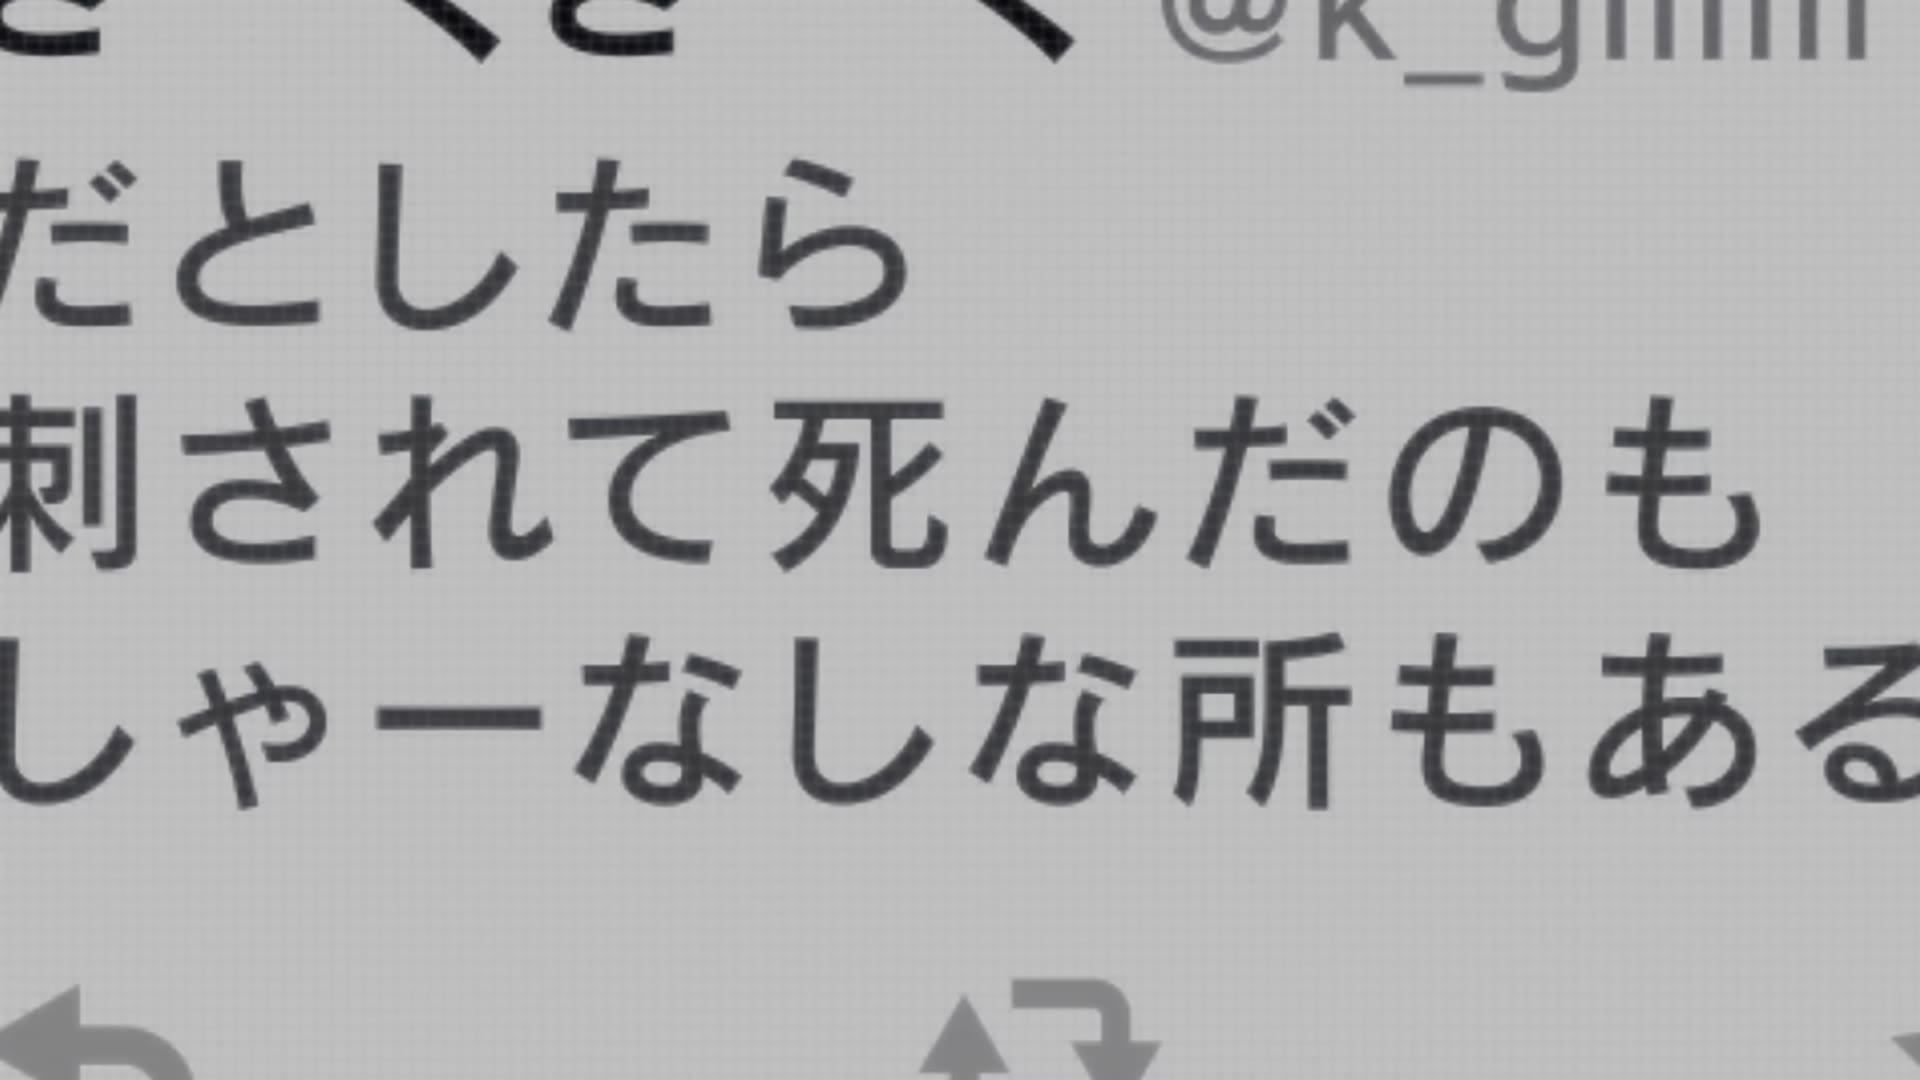 だとしたら
刺されて死んだのも
しゃーなしな所もある